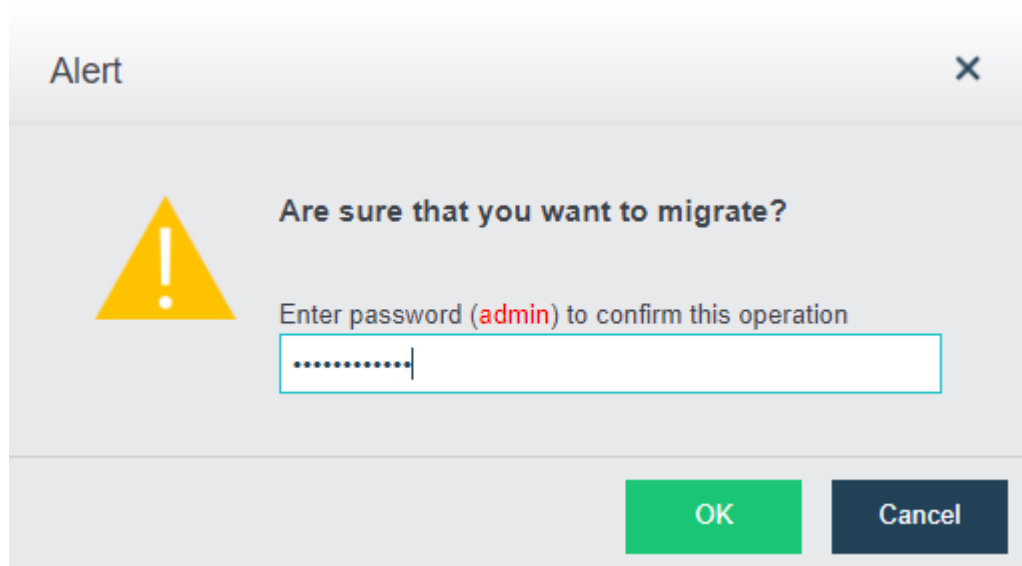 Alert
Are sure that you want to migrate?
Enter password (admin) to confirm this operation
••••••••••••
OK
Cancel